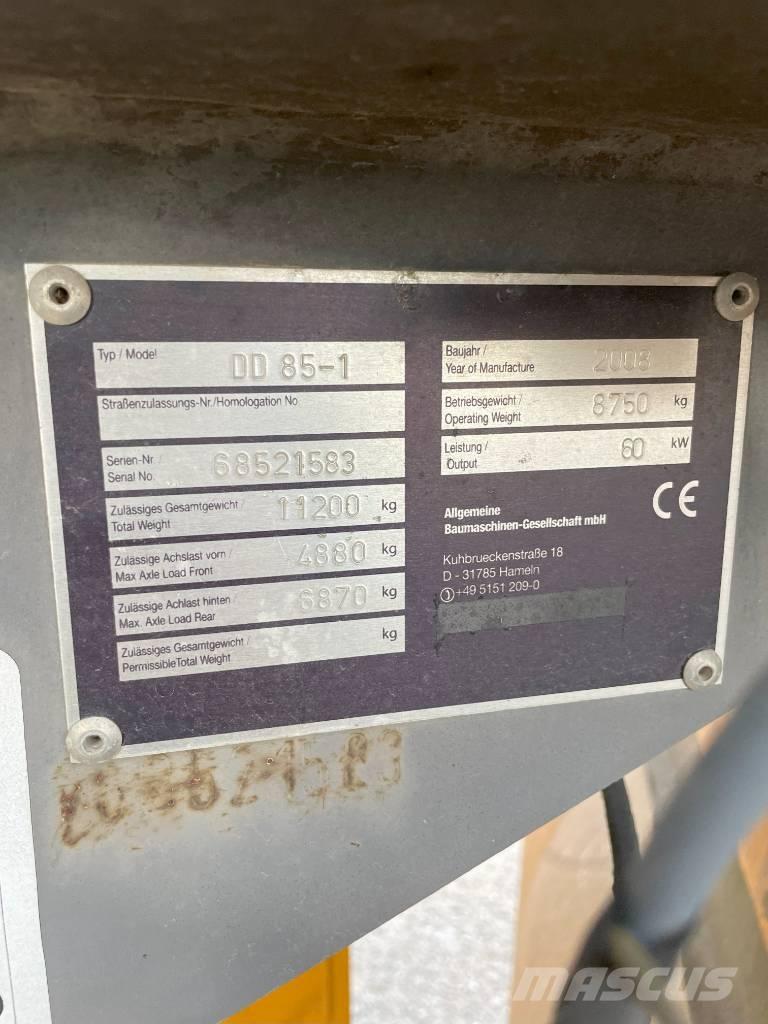 Typ / Model DD 85-1
Straßenzulassungs-Nr./Homologation No
Serien-Nr /
Serial No. 68521583
Zulässiges Gesamtgewicht /
Total Weight 11200 kg
Zulässige Achslast vorn /
Max Axle Load Front 4880 kg
Zulässige Achlast hinten /
Max. Axle Load Rear 6870 kg
Zulässiges Gesamtgewicht /
Permissible Total Weight kg
Baujahr /
Year of Manufacture 2008
Betriebsgewicht /
Operating Weight 8750 kg
Leistung /
Output 60 kW
Allgemeine
Baumaschinen-Gesellschaft mbH
CE
Kuhbrueckenstraße 18
D - 31785 Hameln
+49 5151 209-0
MASCUS